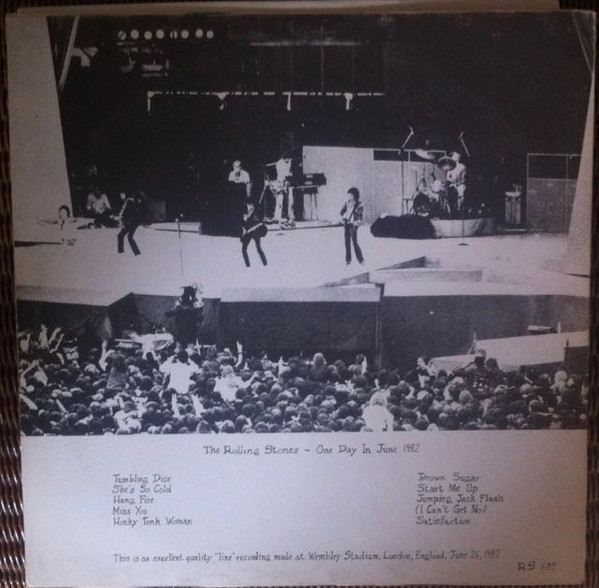 The Rolling Stones ~ One Day In June 1982
Tumbling Dice
She's So Cold
Hang Fire
Miss You
Honky Tonk Woman
Brown Sugar
Start Me Up
Jumping Jack Flash
(I Can't Get No)
Satisfaction
This is an excellent quality "line" recording made at Wembley Stadium, London, England, June 25, 1982
RS 682